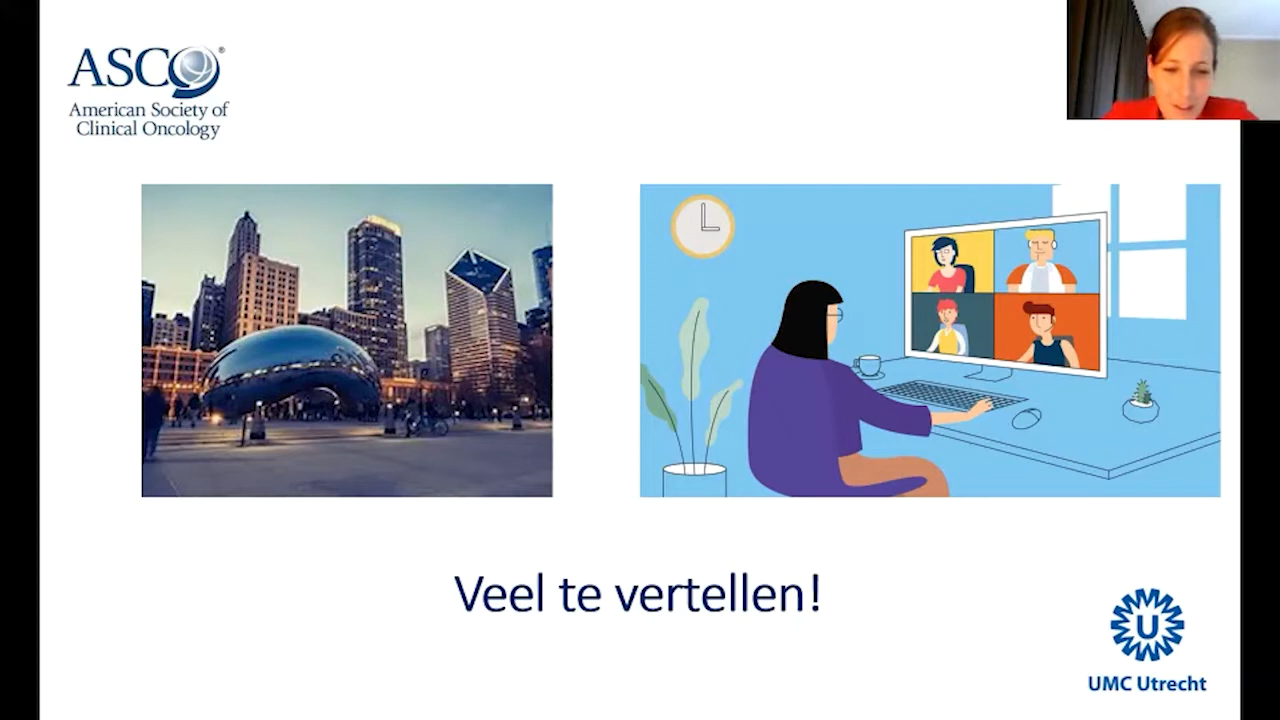 ASCO®
American Society of
Clinical Oncology
Veel te vertellen!
U
UMC Utrecht